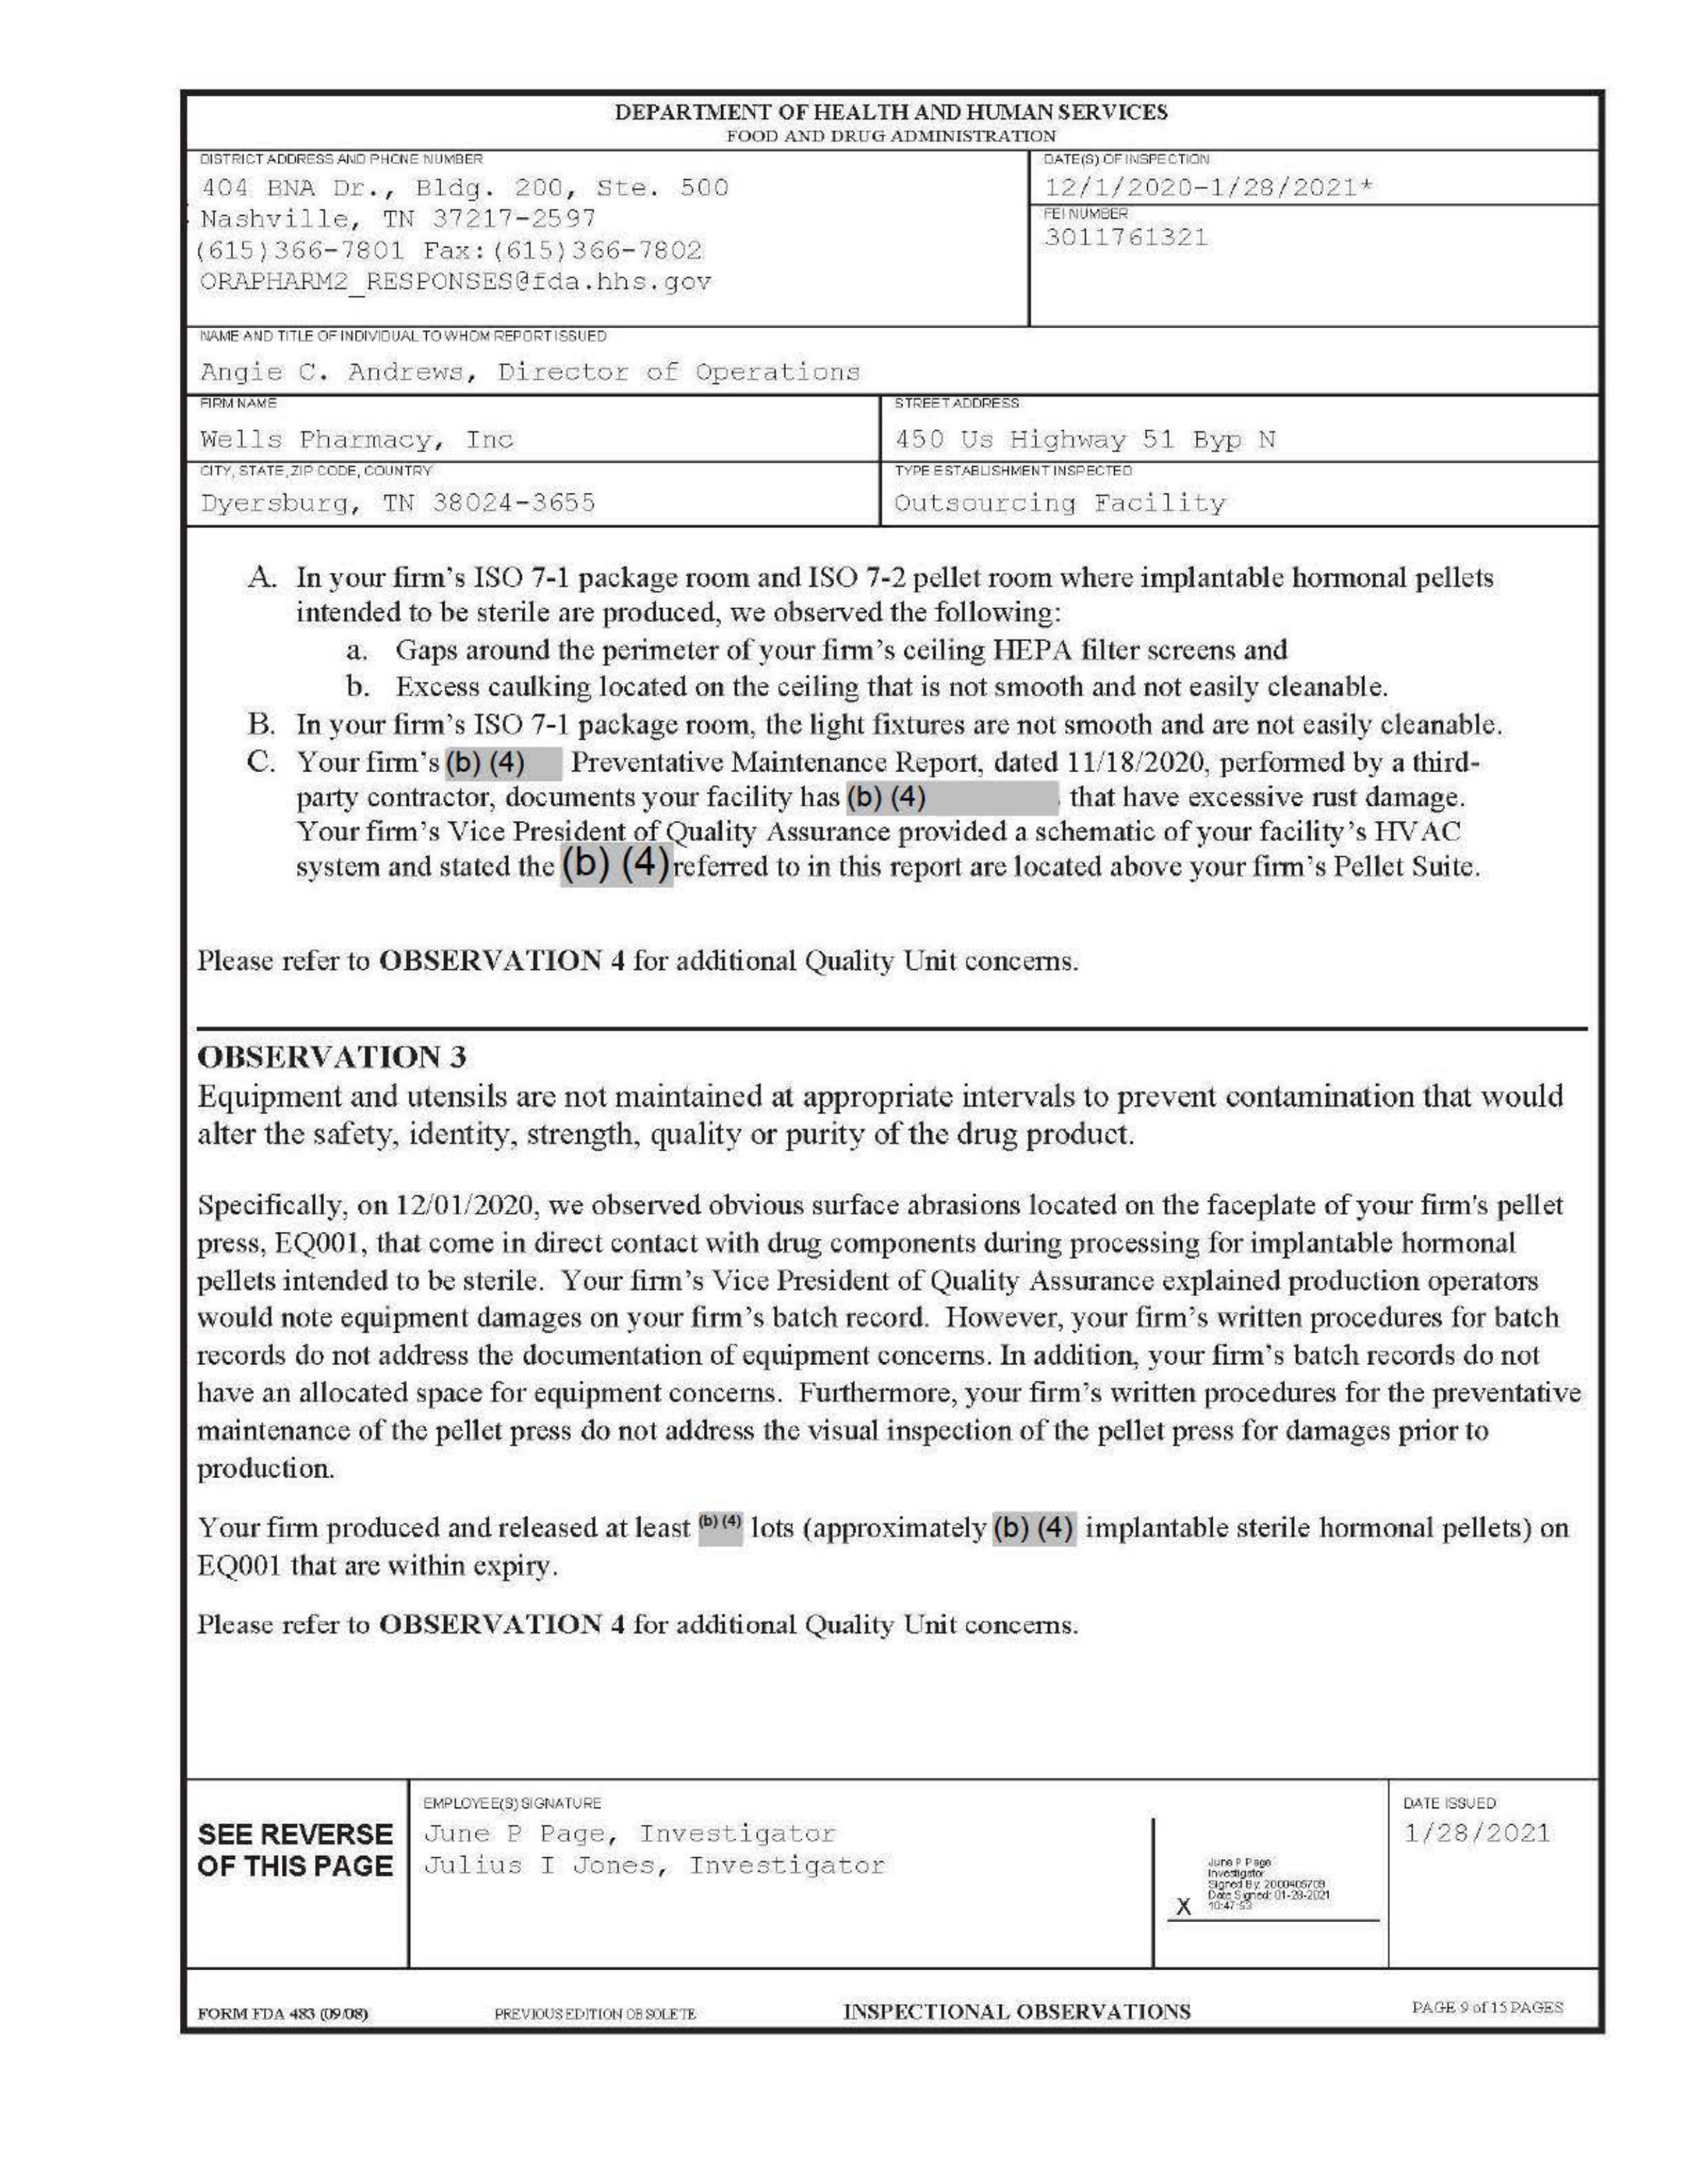 DEPARTMENT OF HEALTH AND HUMAN SERVICES
FOOD AND DRUG ADMINISTRATION
DISTRICT ADDRESS AND PHONE NUMBER
404 BNA Dr., Bldg. 200, Ste. 500
Nashville, TN 37217-2597
(615)366-7801 Fax:(615)366-7802
ORAPHARM2_RESPONSES@fda.hhs.gov
DATE(S) OF INSPECTION
12/1/2020-1/28/2021*
FEI NUMBER
3011761321
NAME AND TITLE OF INDIVIDUAL TO WHOM REPORT ISSUED
Angie C. Andrews, Director of Operations
FIRM NAME
Wells Pharmacy, Inc
STREET ADDRESS
450 Us Highway 51 Byp N
CITY, STATE, ZIP CODE, COUNTRY
Dyersburg, TN 38024-3655
TYPE ESTABLISHMENT INSPECTED
Outsourcing Facility
A. In your firm's ISO 7-1 package room and ISO 7-2 pellet room where implantable hormonal pellets
intended to be sterile are produced, we observed the following:
a. Gaps around the perimeter of your firm's ceiling HEPA filter screens and
b. Excess caulking located on the ceiling that is not smooth and not easily cleanable.
B. In your firm's ISO 7-1 package room, the light fixtures are not smooth and are not easily cleanable.
C. Your firm's (b) (4) Preventative Maintenance Report, dated 11/18/2020, performed by a third-
party contractor, documents your facility has (b) (4) that have excessive rust damage.
Your firm's Vice President of Quality Assurance provided a schematic of your facility's HVAC
system and stated the (b) (4) referred to in this report are located above your firm's Pellet Suite.
Please refer to OBSERVATION 4 for additional Quality Unit concerns.
OBSERVATION 3
Equipment and utensils are not maintained at appropriate intervals to prevent contamination that would
alter the safety, identity, strength, quality or purity of the drug product.
Specifically, on 12/01/2020, we observed obvious surface abrasions located on the faceplate of your firm's pellet
press, EQ001, that come in direct contact with drug components during processing for implantable hormonal
pellets intended to be sterile. Your firm's Vice President of Quality Assurance explained production operators
would note equipment damages on your firm's batch record. However, your firm's written procedures for batch
records do not address the documentation of equipment concerns. In addition, your firm's batch records do not
have an allocated space for equipment concerns. Furthermore, your firm's written procedures for the preventative
maintenance of the pellet press do not address the visual inspection of the pellet press for damages prior to
production.
Your firm produced and released at least (b) (4) lots (approximately (b) (4) implantable sterile hormonal pellets) on
EQ001 that are within expiry.
Please refer to OBSERVATION 4 for additional Quality Unit concerns.
SEE REVERSE
OF THIS PAGE
EMPLOYEE(S) SIGNATURE
June P Page, Investigator
Julius I Jones, Investigator
X
June P Page
Investigator
Signed By: 2000405709
Date Signed: 01-28-2021
10:47:53
DATE ISSUED
1/28/2021
FORM FDA 483 (09/08)
PREVIOUS EDITION OBSOLETE
INSPECTIONAL OBSERVATIONS
PAGE 9 of 15 PAGES